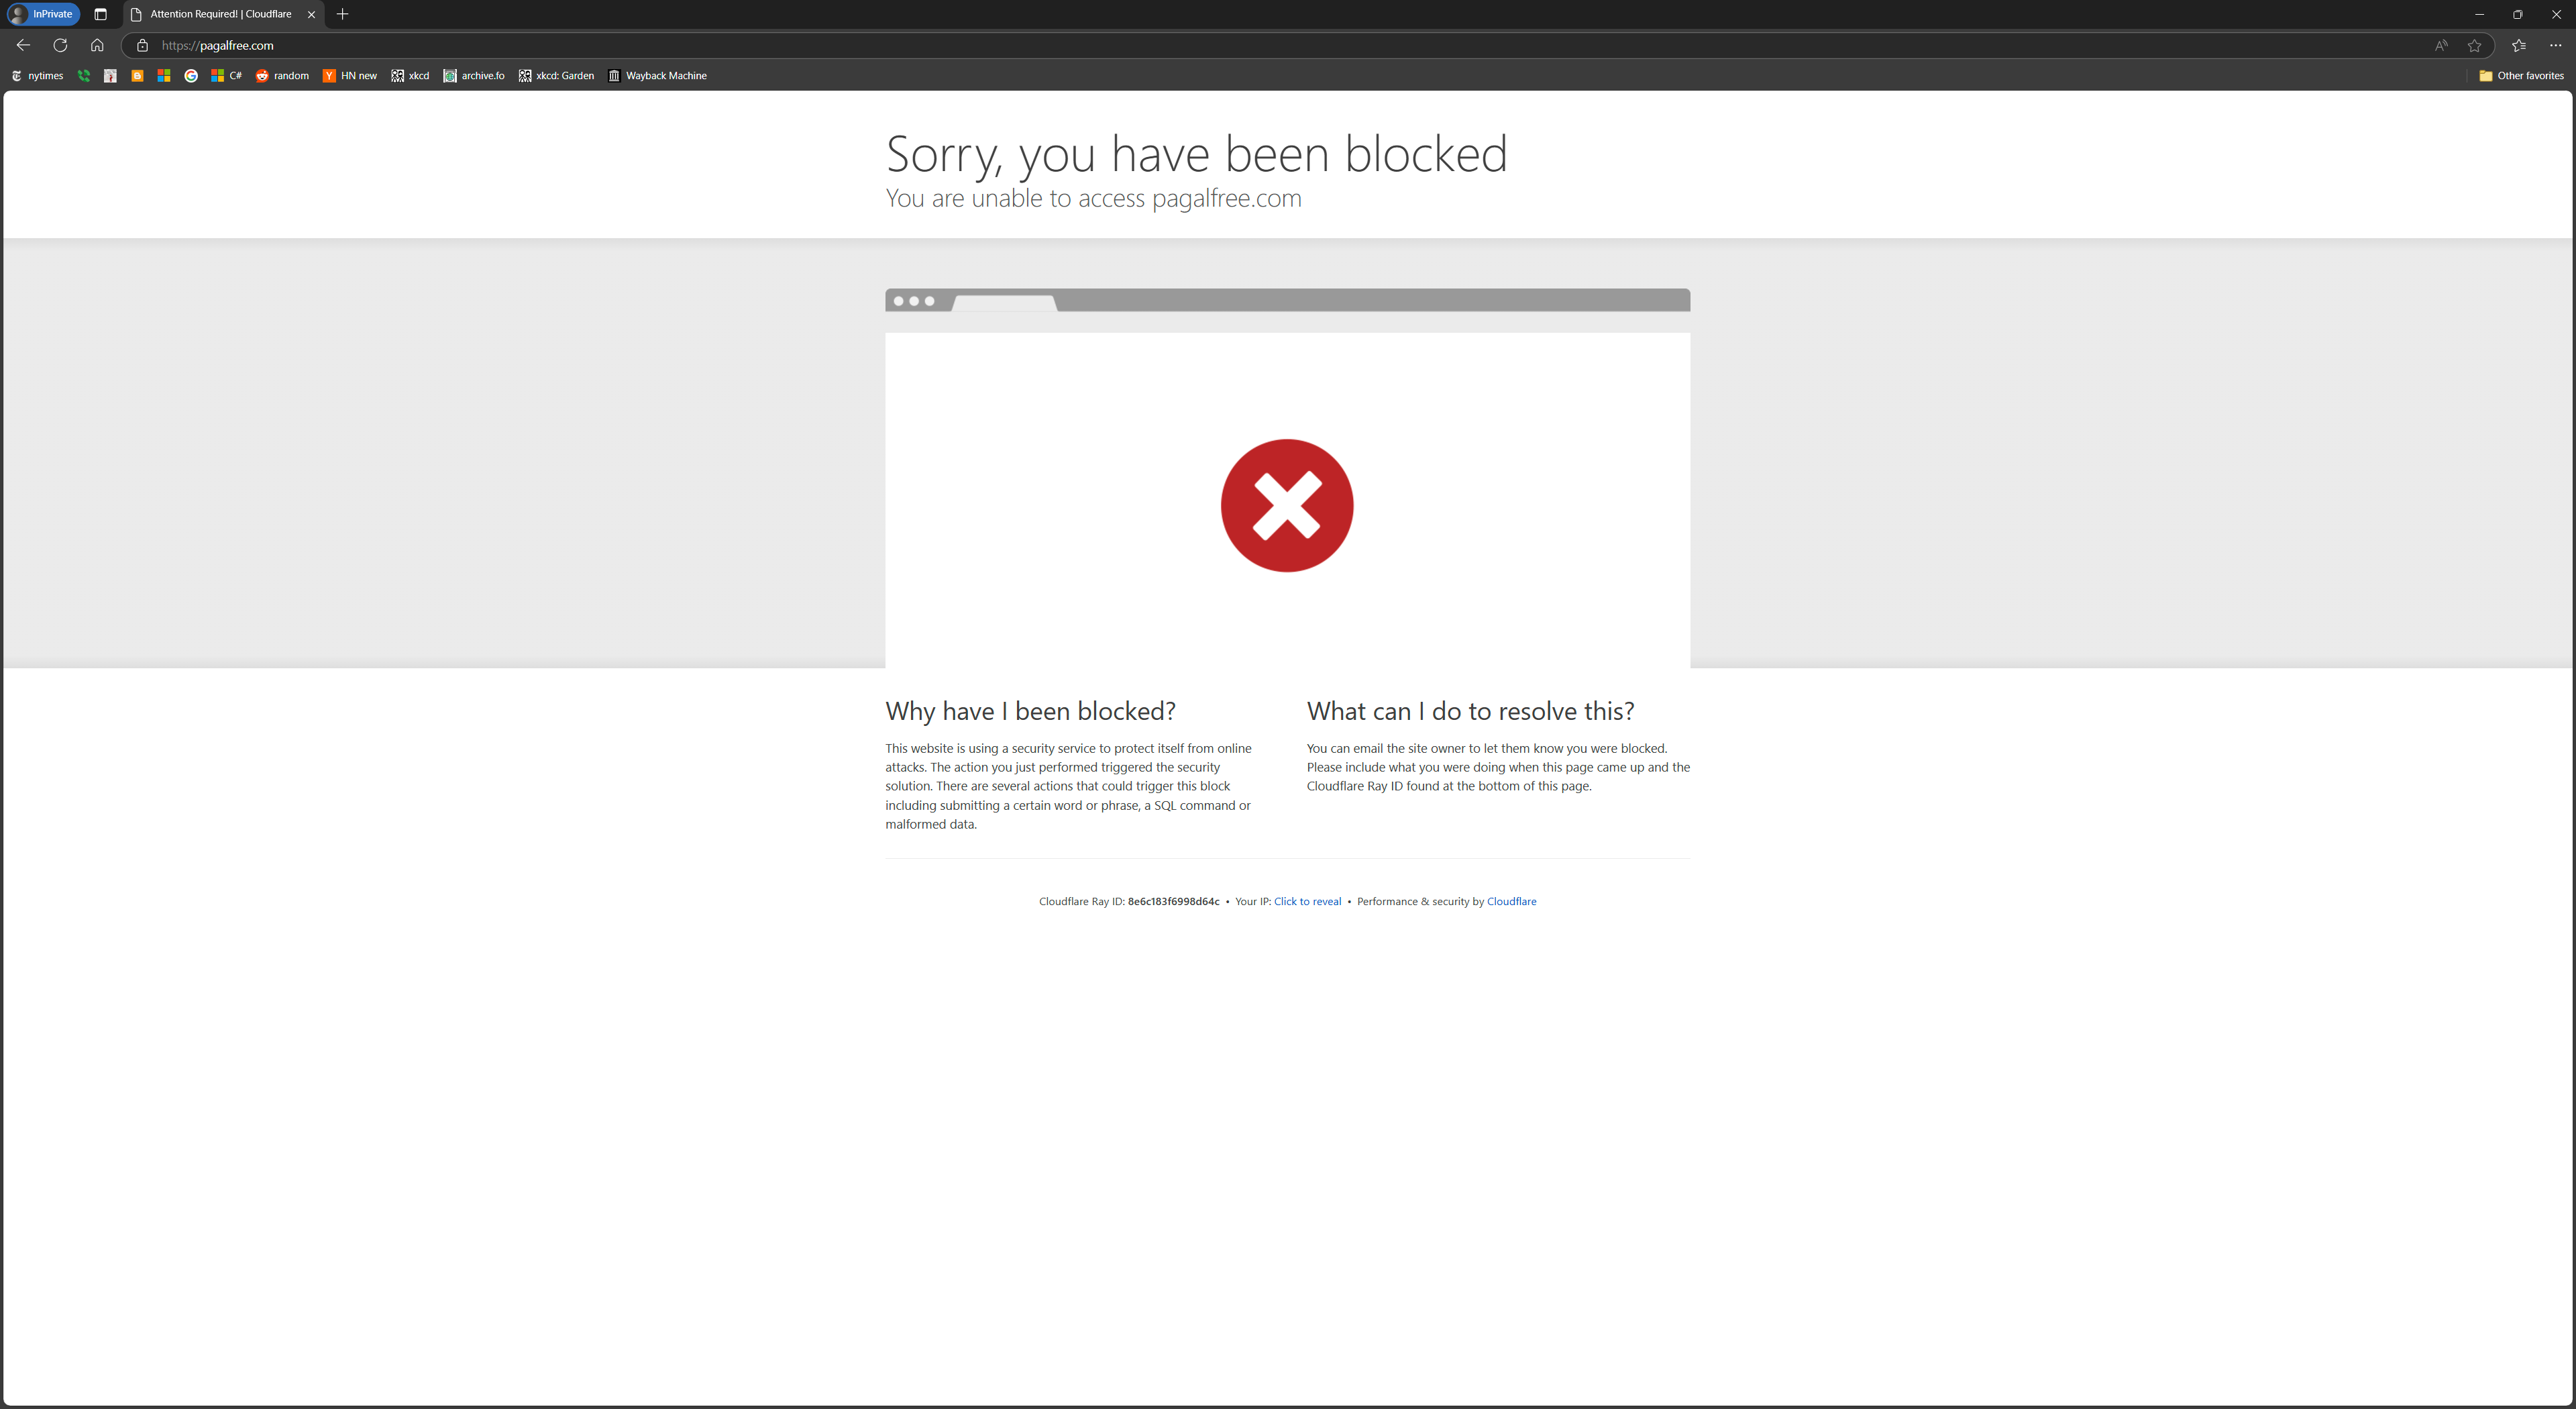 InPrivate
Attention Required! | Cloudflare
https://pagalfree.com
nytimes
C#
random
HN new
xkcd
archive.fo
xkcd: Garden
Wayback Machine
Other favorites
Sorry, you have been blocked
You are unable to access pagalfree.com
Why have I been blocked?
This website is using a security service to protect itself from online
attacks. The action you just performed triggered the security
solution. There are several actions that could trigger this block
including submitting a certain word or phrase, a SQL command or
malformed data.
What can I do to resolve this?
You can email the site owner to let them know you were blocked.
Please include what you were doing when this page came up and the
Cloudflare Ray ID found at the bottom of this page.
Cloudflare Ray ID: 8e6c183f6998d64c • Your IP: Click to reveal • Performance & security by Cloudflare